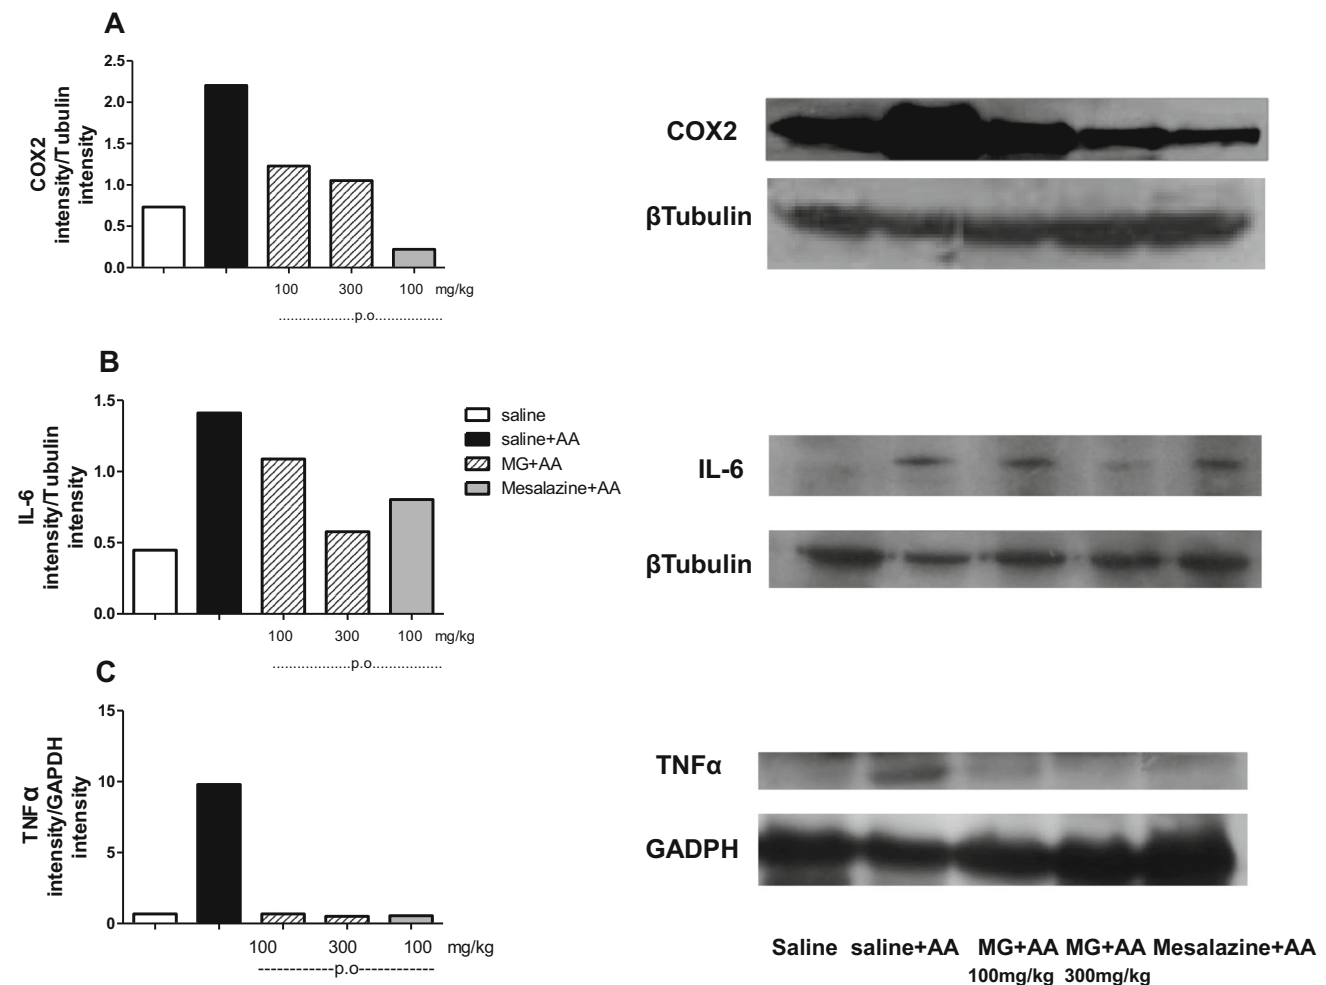 A
COX2
intensity/Tubulin
intensity
2.5
2.0
1.5
1.0
0.5
0.0
100 300 100 mg/kg
...................p.o.................
COX2
βTubulin
B
IL-6
intensity/Tubulin
intensity
1.5
1.0
0.5
0.0
100 300 100 mg/kg
...................p.o.................
saline
saline+AA
MG+AA
Mesalazine+AA
IL-6
βTubulin
C
TNFα
intensity/GAPDH
intensity
15
10
5
0
100 300 100 mg/kg
------------p.o------------
TNFα
GADPH
Saline saline+AA MG+AA MG+AA Mesalazine+AA
100mg/kg 300mg/kg